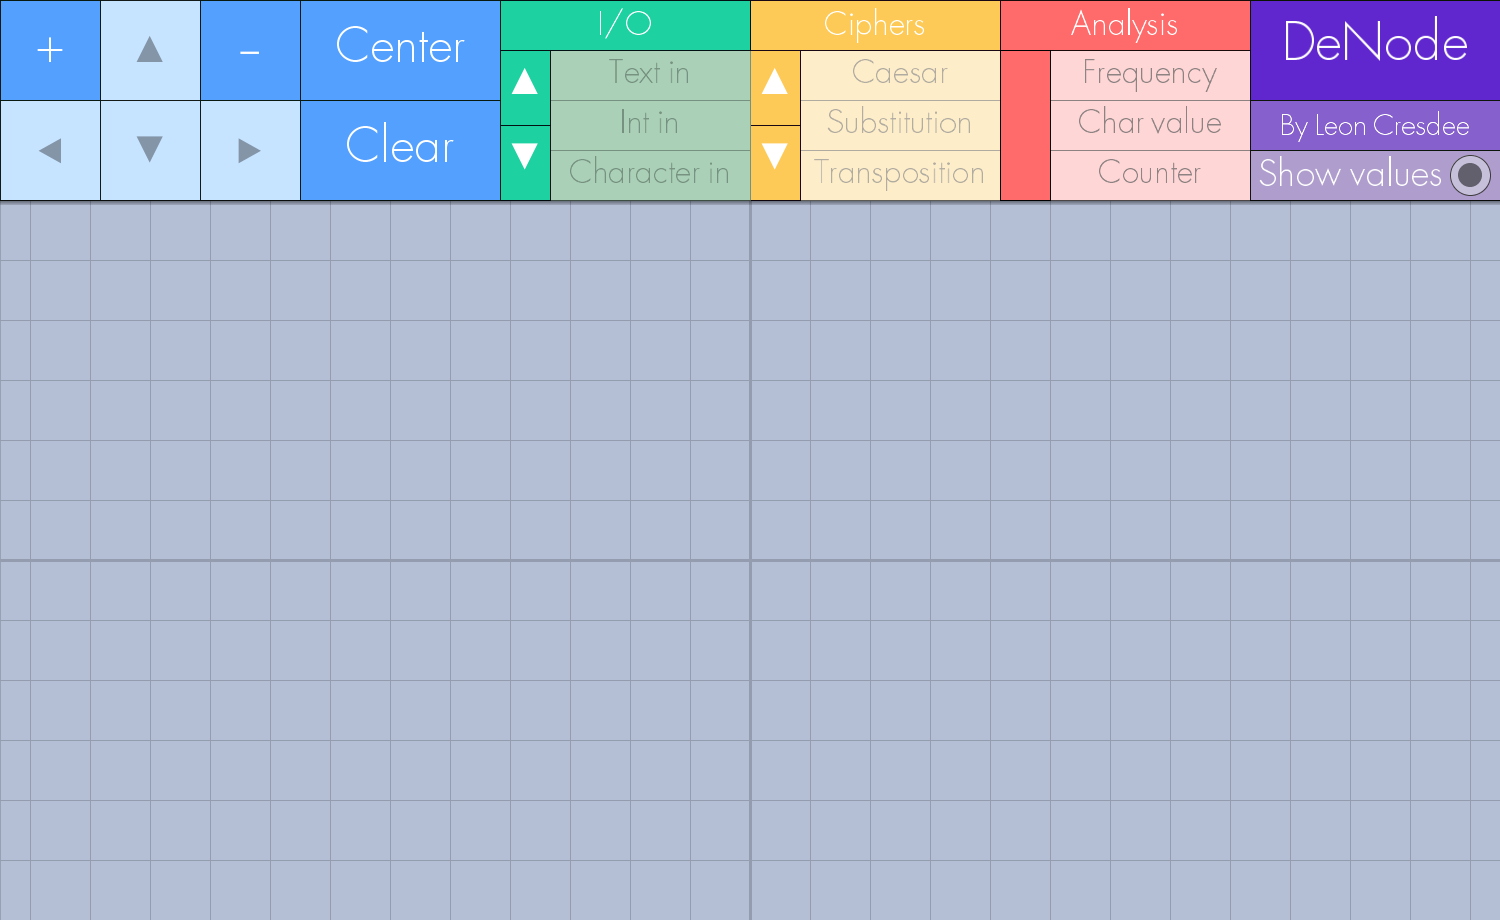 +
▲
–
Center
◀
▼
▶
Clear
I/O
▲
▼
Text in
Int in
Character in
Ciphers
▲
▼
Caesar
Substitution
Transposition
Analysis
Frequency
Char value
Counter
DeNode
By Leon Cresdee
Show values